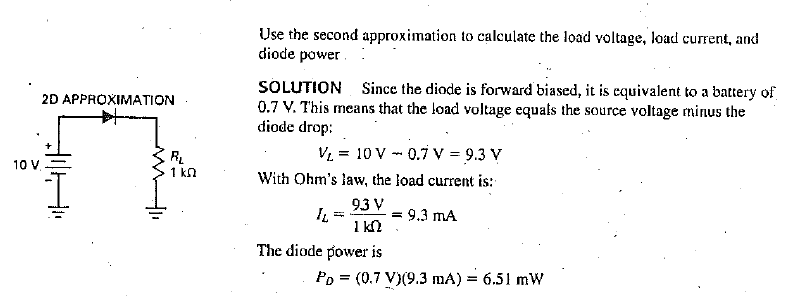 Use the second approximation to calculate the load voltage, load current, and
diode power.
SOLUTION Since the diode is forward biased, it is equivalent to a battery of
0.7 V. This means that the load voltage equals the source voltage minus the
diode drop:
V_L = 10 V − 0.7 V = 9.3 V
With Ohm's law, the load current is:
I_L = 9.3 V / 1 kΩ = 9.3 mA
The diode power is
P_D = (0.7 V)(9.3 mA) = 6.51 mW
2D APPROXIMATION
+
10 V
−
R_L
1 kΩ